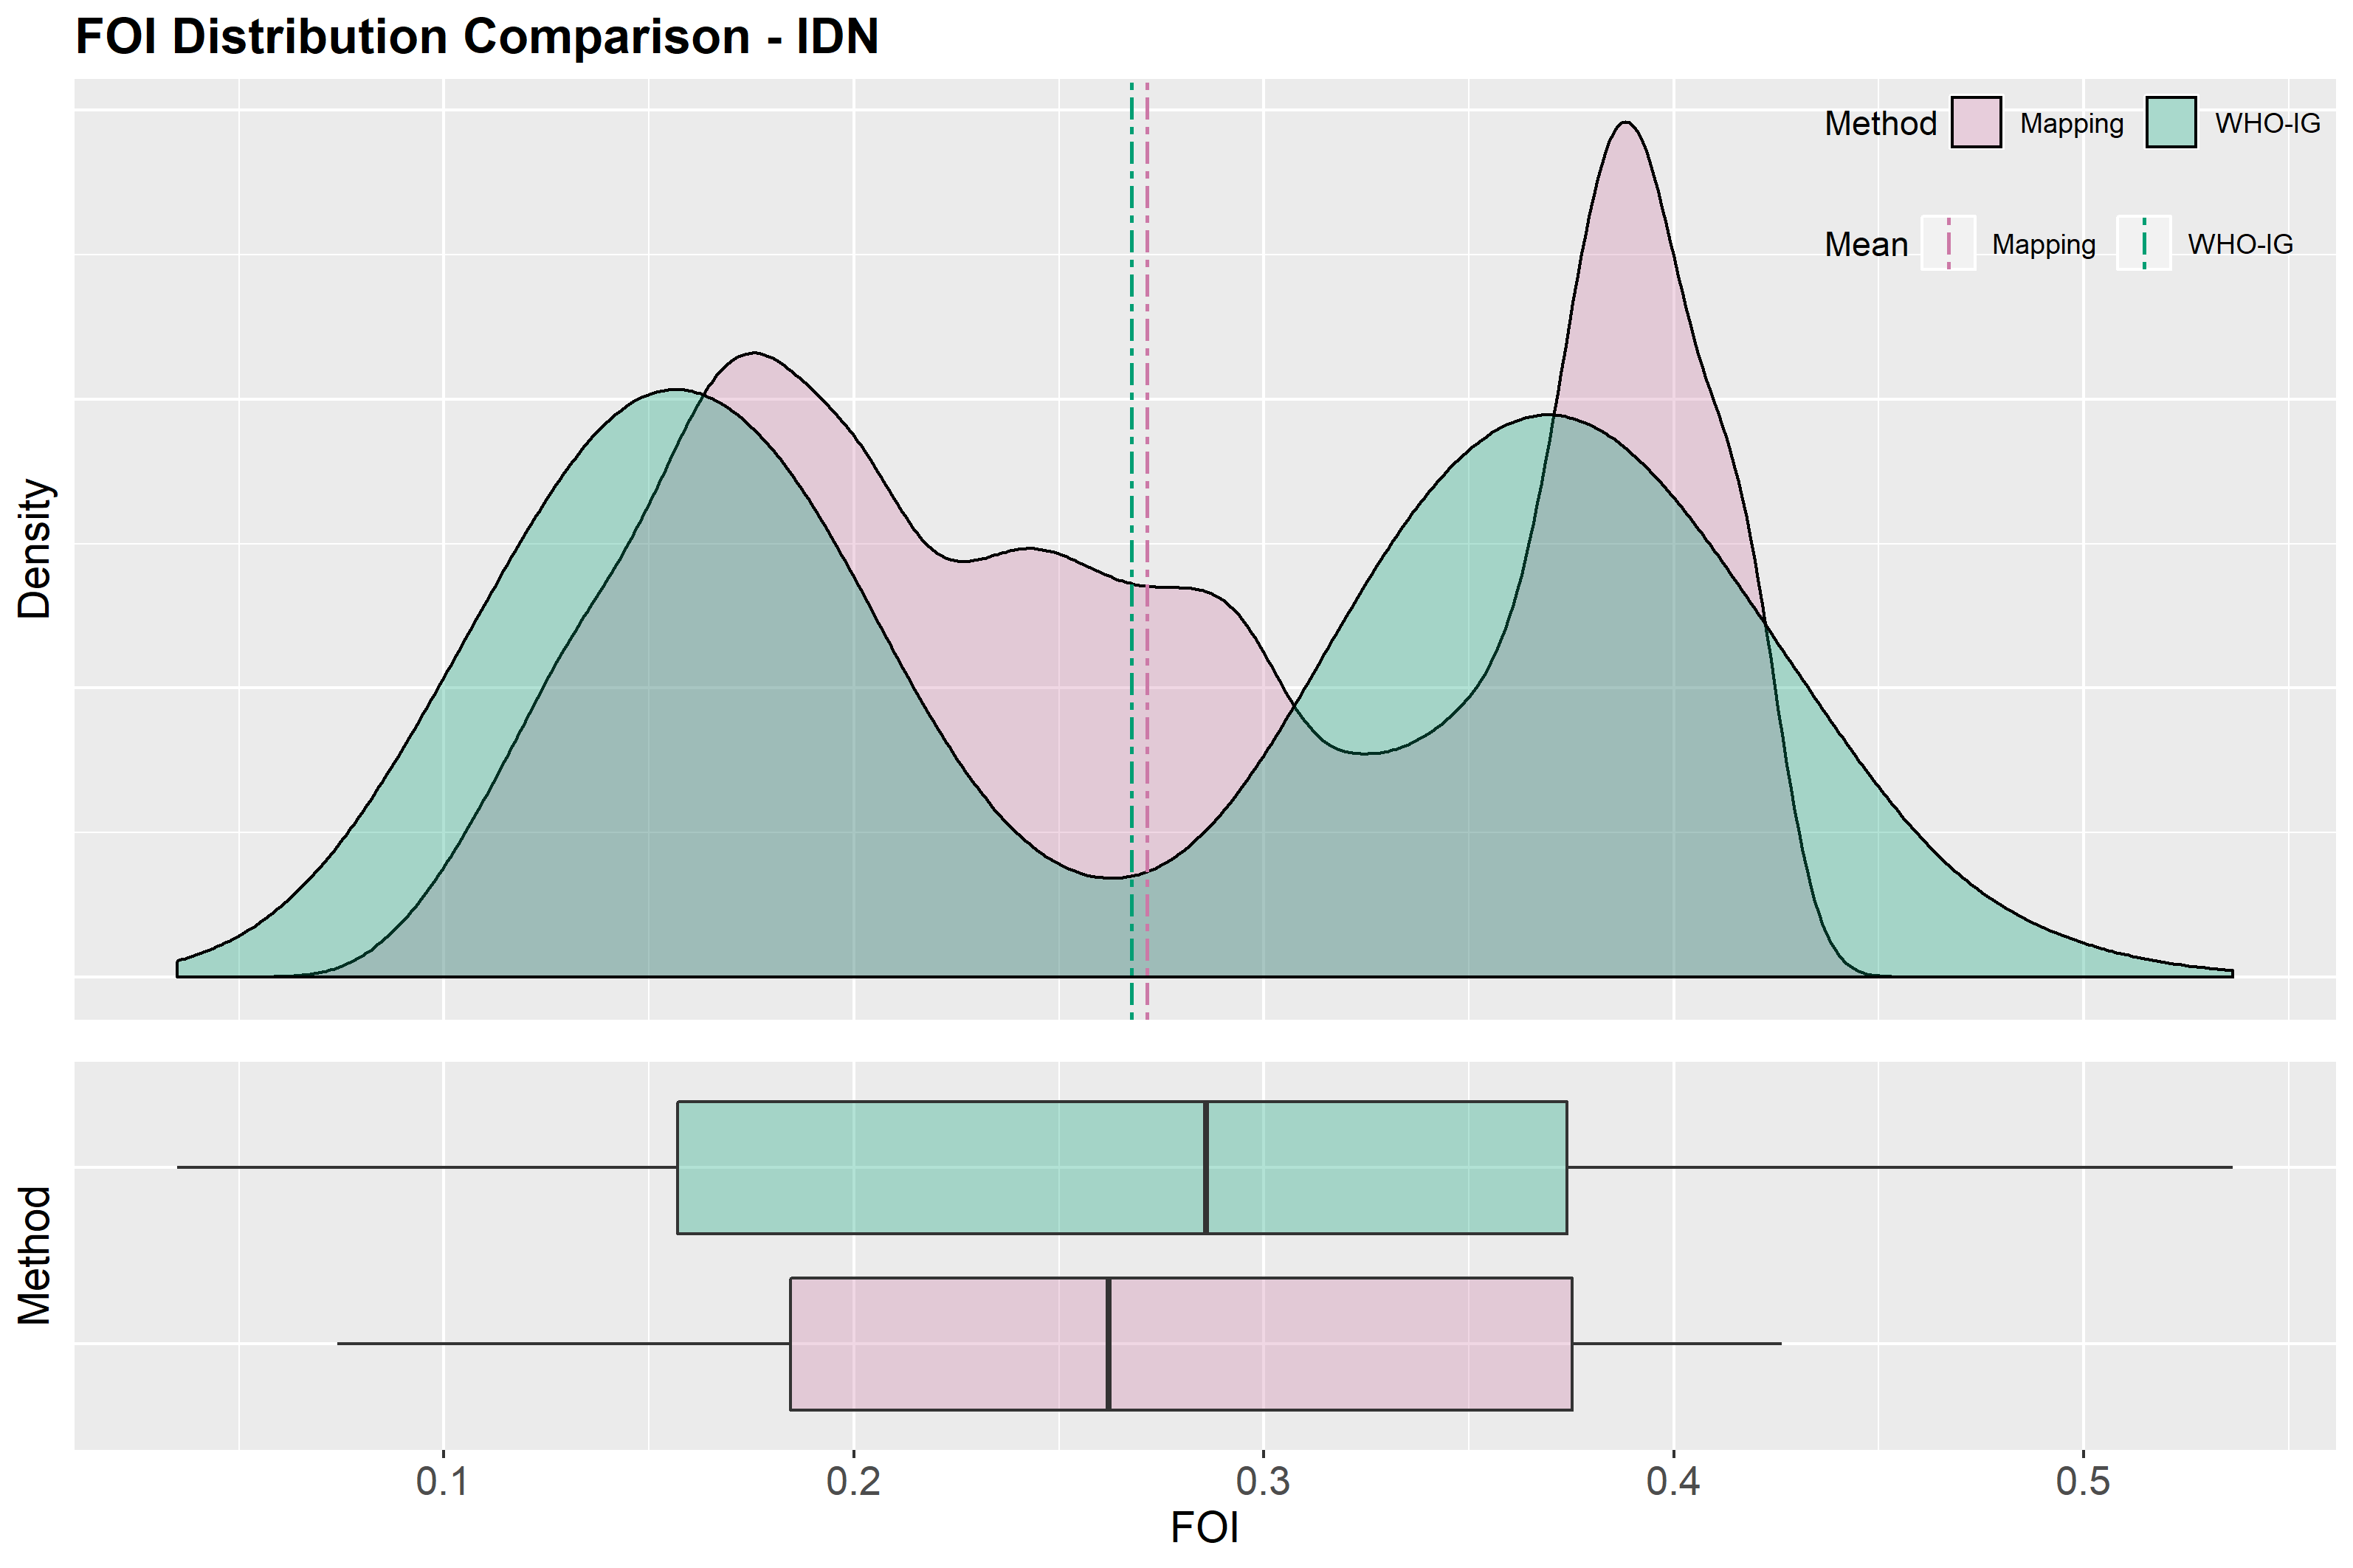 FOI Distribution Comparison - IDN
Method Mapping WHO-IG
Mean Mapping WHO-IG
Density
Method
0.1 0.2 0.3 0.4 0.5
FOI